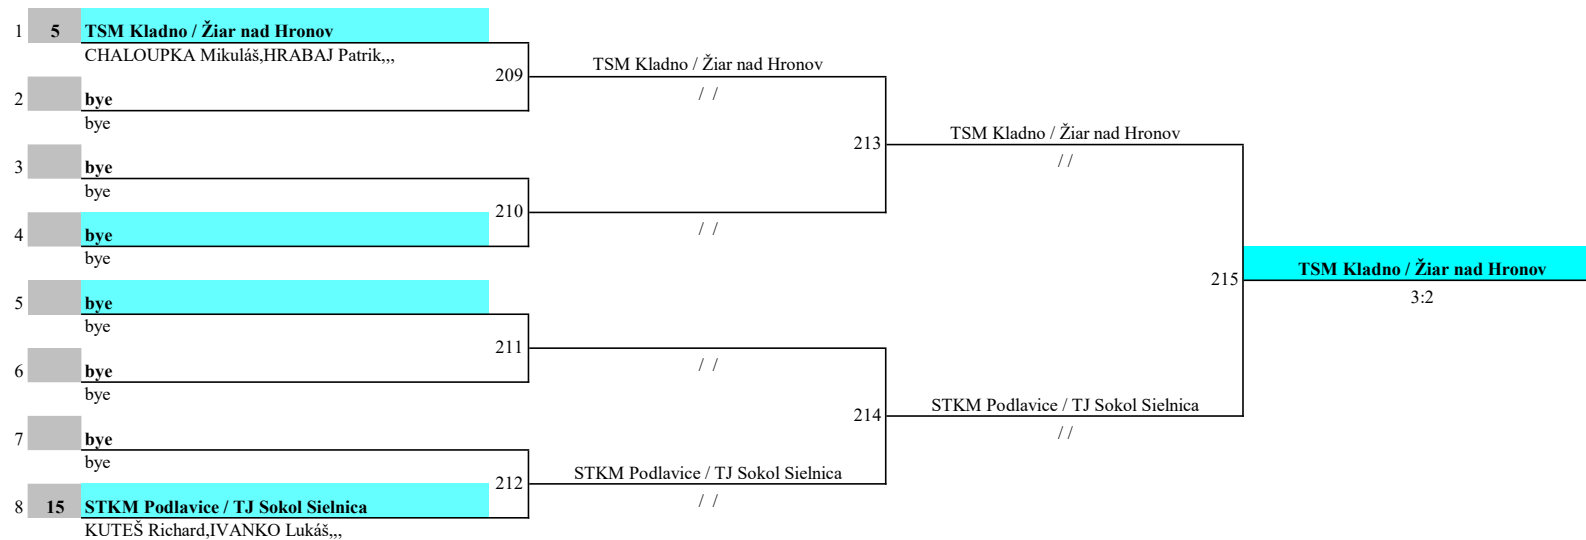 1 5 TSM Kladno / Žiar nad Hronov
CHALOUPKA Mikuláš,HRABAJ Patrik,,,
209 TSM Kladno / Žiar nad Hronov
/ /
2 bye
bye
213 TSM Kladno / Žiar nad Hronov
/ /
3 bye
bye
210
/ /
4 bye
bye
215 TSM Kladno / Žiar nad Hronov
3:2
5 bye
bye
211
/ /
6 bye
bye
214 STKM Podlavice / TJ Sokol Sielnica
/ /
7 bye
bye
212 STKM Podlavice / TJ Sokol Sielnica
/ /
8 15 STKM Podlavice / TJ Sokol Sielnica
KUTEŠ Richard,IVANKO Lukáš,,,